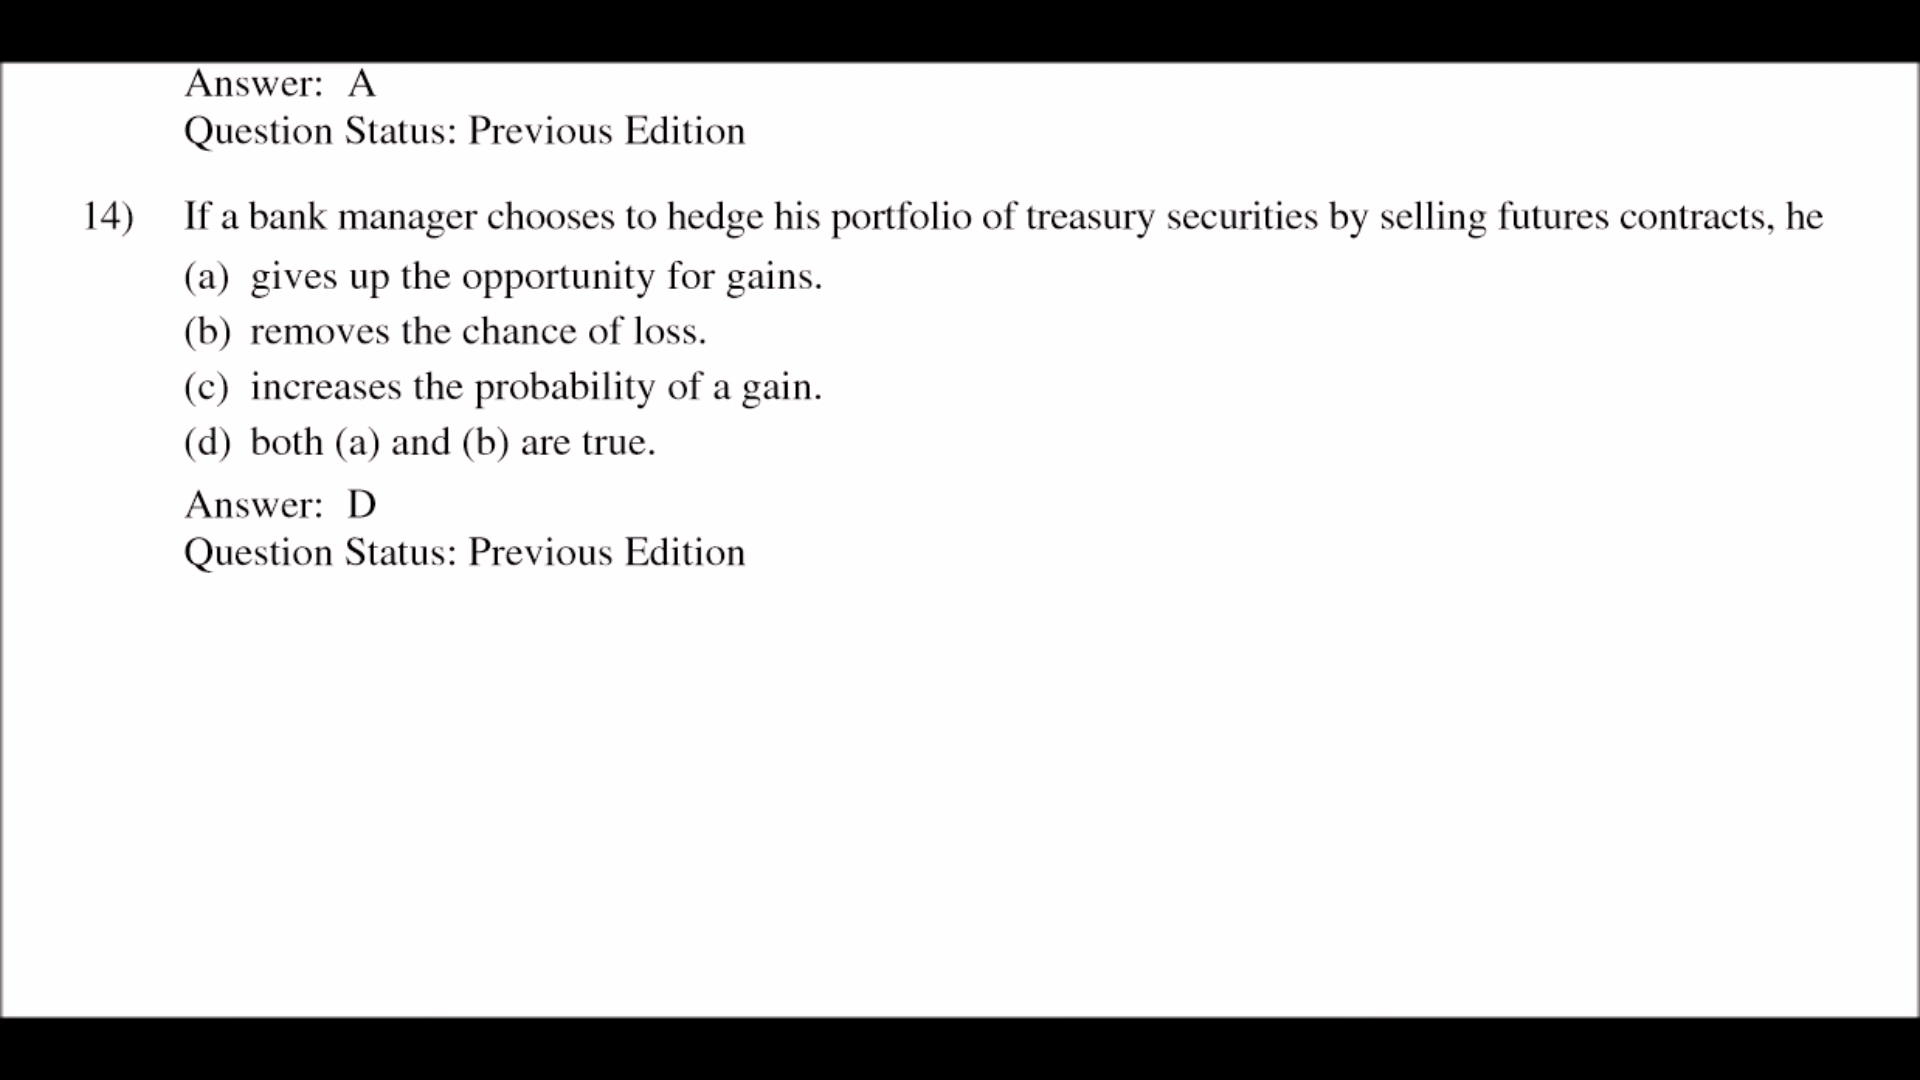 Answer: A
Question Status: Previous Edition
14) If a bank manager chooses to hedge his portfolio of treasury securities by selling futures contracts, he
(a) gives up the opportunity for gains.
(b) removes the chance of loss.
(c) increases the probability of a gain.
(d) both (a) and (b) are true.
Answer: D
Question Status: Previous Edition